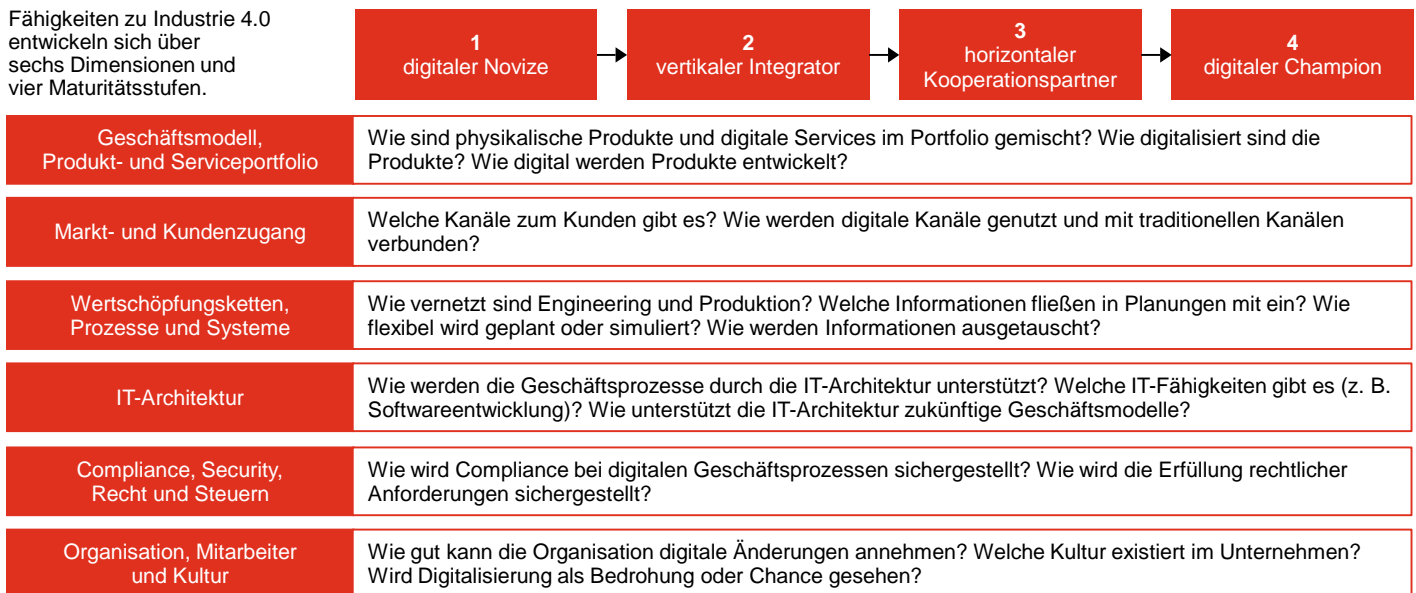 Fähigkeiten zu Industrie 4.0
entwickeln sich über
sechs Dimensionen und
vier Maturitätsstufen.
1
digitaler Novize
2
vertikaler Integrator
3
horizontaler
Kooperationspartner
4
digitaler Champion
Geschäftsmodell,
Produkt- und Serviceportfolio
Wie sind physikalische Produkte und digitale Services im Portfolio gemischt? Wie digitalisiert sind die
Produkte? Wie digital werden Produkte entwickelt?
Markt- und Kundenzugang
Welche Kanäle zum Kunden gibt es? Wie werden digitale Kanäle genutzt und mit traditionellen Kanälen
verbunden?
Wertschöpfungsketten,
Prozesse und Systeme
Wie vernetzt sind Engineering und Produktion? Welche Informationen fließen in Planungen mit ein? Wie
flexibel wird geplant oder simuliert? Wie werden Informationen ausgetauscht?
IT-Architektur
Wie werden die Geschäftsprozesse durch die IT-Architektur unterstützt? Welche IT-Fähigkeiten gibt es (z. B.
Softwareentwicklung)? Wie unterstützt die IT-Architektur zukünftige Geschäftsmodelle?
Compliance, Security,
Recht und Steuern
Wie wird Compliance bei digitalen Geschäftsprozessen sichergestellt? Wie wird die Erfüllung rechtlicher
Anforderungen sichergestellt?
Organisation, Mitarbeiter
und Kultur
Wie gut kann die Organisation digitale Änderungen annehmen? Welche Kultur existiert im Unternehmen?
Wird Digitalisierung als Bedrohung oder Chance gesehen?